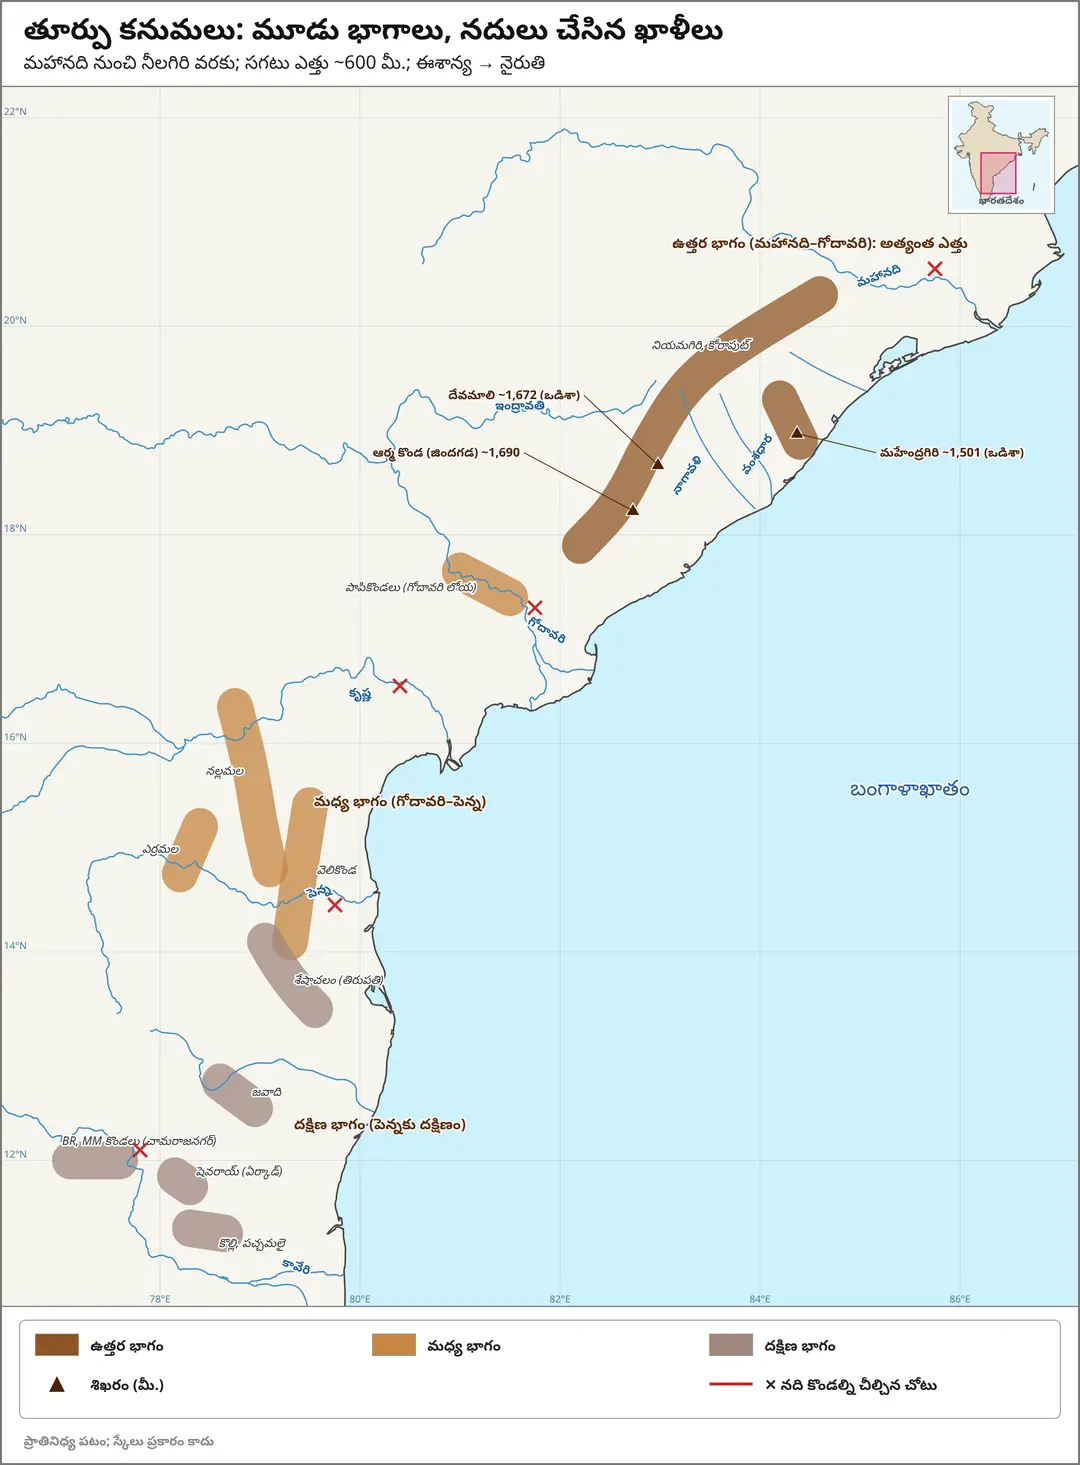 తూర్పు కనుమలు: మూడు భాగాలు, నదులు చేసిన ఖాళీలు
మహానది నుంచి నీలగిరి వరకు; సగటు ఎత్తు ~600 మీ.; ఈశాన్య → నైరుతి
22°N
భారతదేశం
ఉత్తర భాగం (మహానది–గోదావరి): అత్యంత ఎత్తు
మహానది
20°N
నియమగిరి, కోరాపుట్
దేవమాలి ~1,672 (ఒడిశా)
ఇంద్రావతి
ఆర్మ కొండ (జిందగడ) ~1,690
నాగావళి
వంశధార
మహేంద్రగిరి ~1,501 (ఒడిశా)
18°N
పాపికొండలు (గోదావరి లోయ)
గోదావరి
కృష్ణ
16°N
నల్లమల
బంగాళాఖాతం
మధ్య భాగం (గోదావరి–పెన్న)
ఎర్రమల
వెలికొండ
పెన్న
14°N
శేషాచలం (తిరుపతి)
జవాది
దక్షిణ భాగం (పెన్నకు దక్షిణం)
BR, MM కొండలు (చామరాజనగర్)
12°N
షెవరాయ్ (ఏర్కాడ్)
కొల్లి, పచ్చమలై
కావేరి
78°E 80°E 82°E 84°E 86°E
ఉత్తర భాగం
మధ్య భాగం
దక్షిణ భాగం
శిఖరం (మీ.)
× నది కొండల్ని చీల్చిన చోటు
ప్రాతినిధ్య పటం; స్కేలు ప్రకారం కాదు